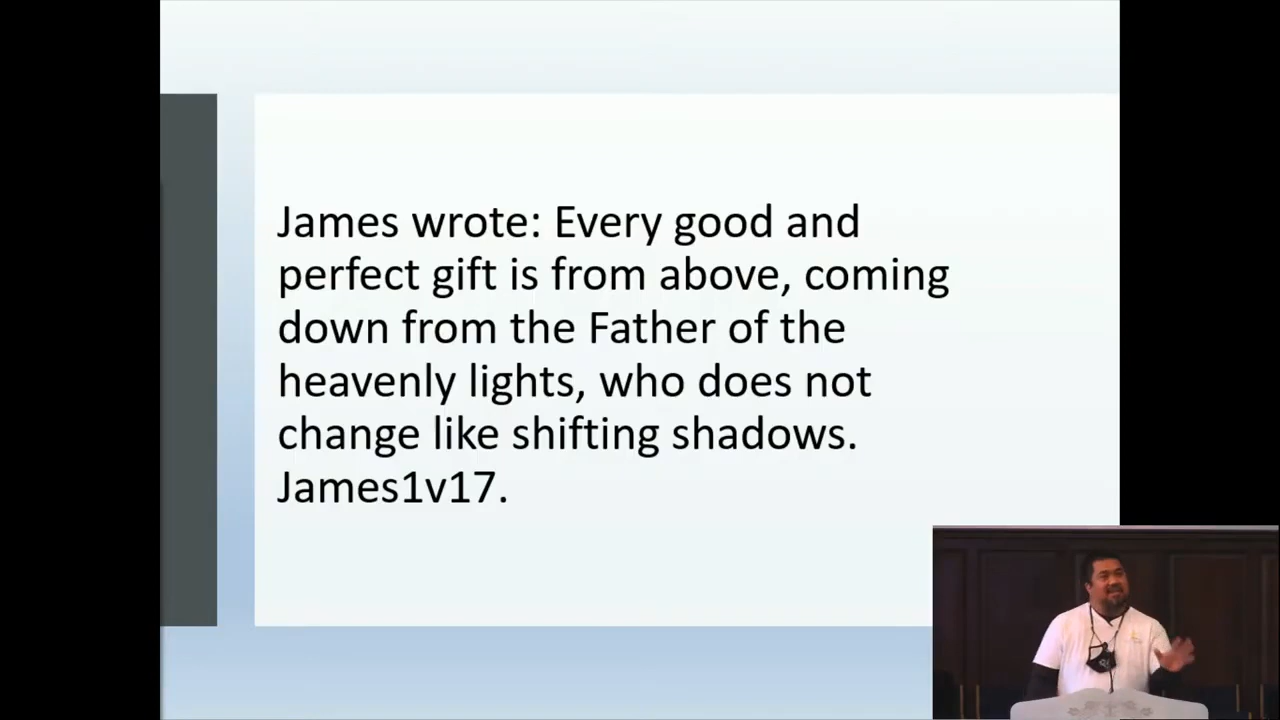 James wrote: Every good and
perfect gift is from above, coming
down from the Father of the
heavenly lights, who does not
change like shifting shadows.
James1v17.